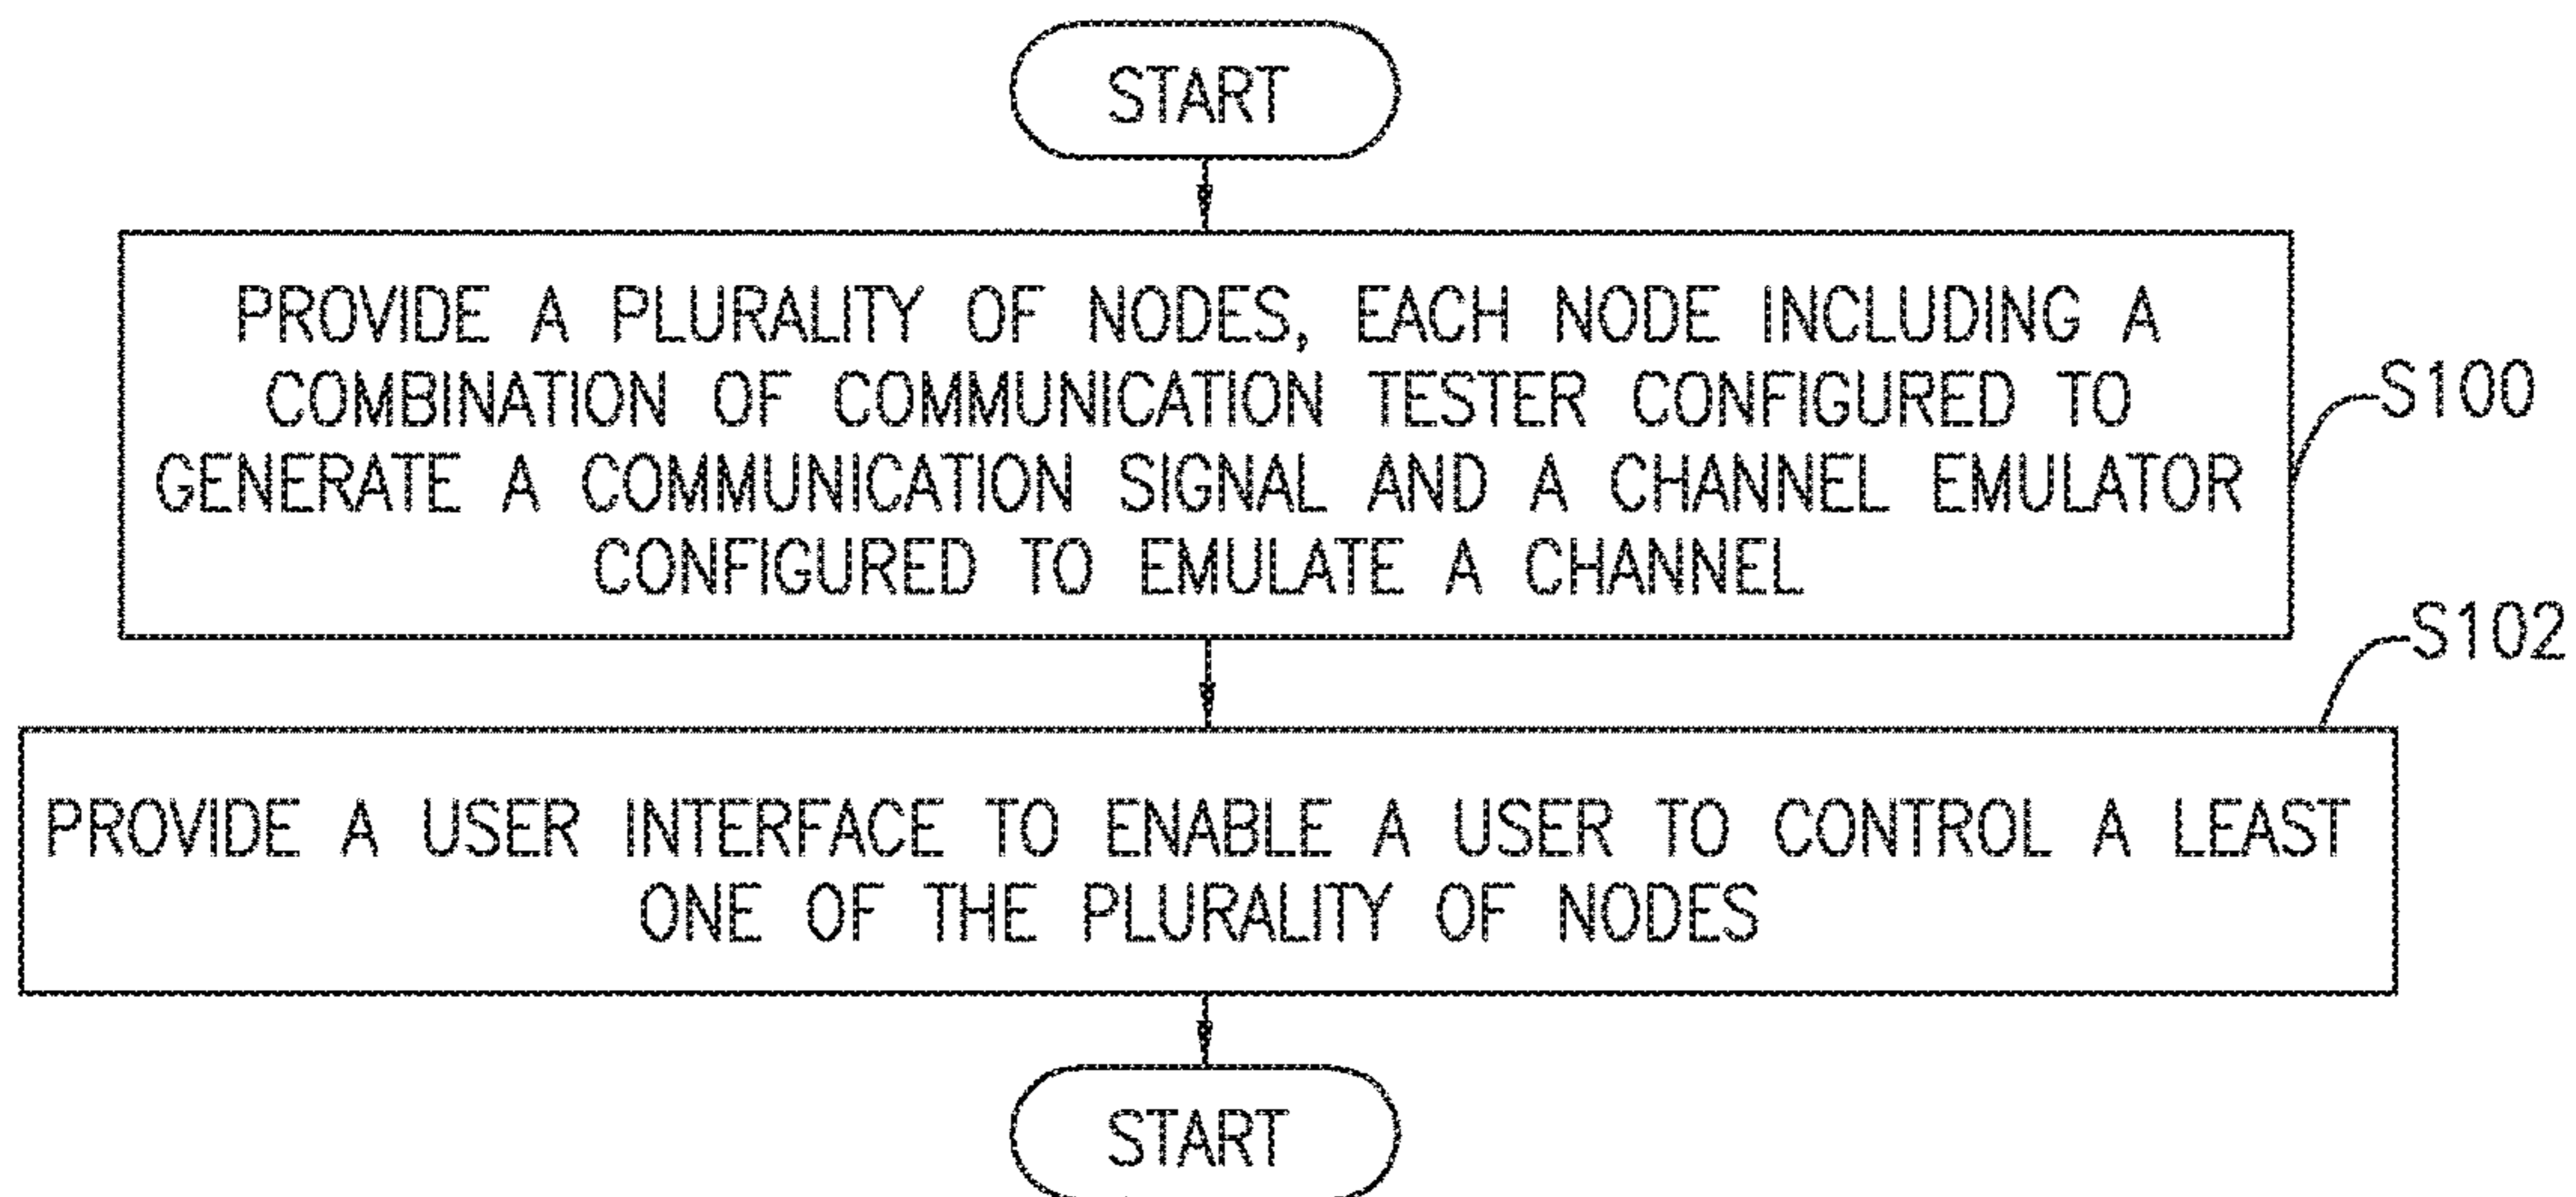 START
PROVIDE A PLURALITY OF NODES, EACH NODE INCLUDING A
COMBINATION OF COMMUNICATION TESTER CONFIGURED TO
GENERATE A COMMUNICATION SIGNAL AND A CHANNEL EMULATOR
CONFIGURED TO EMULATE A CHANNEL
S100
S102
PROVIDE A USER INTERFACE TO ENABLE A USER TO CONTROL A LEAST
ONE OF THE PLURALITY OF NODES
START